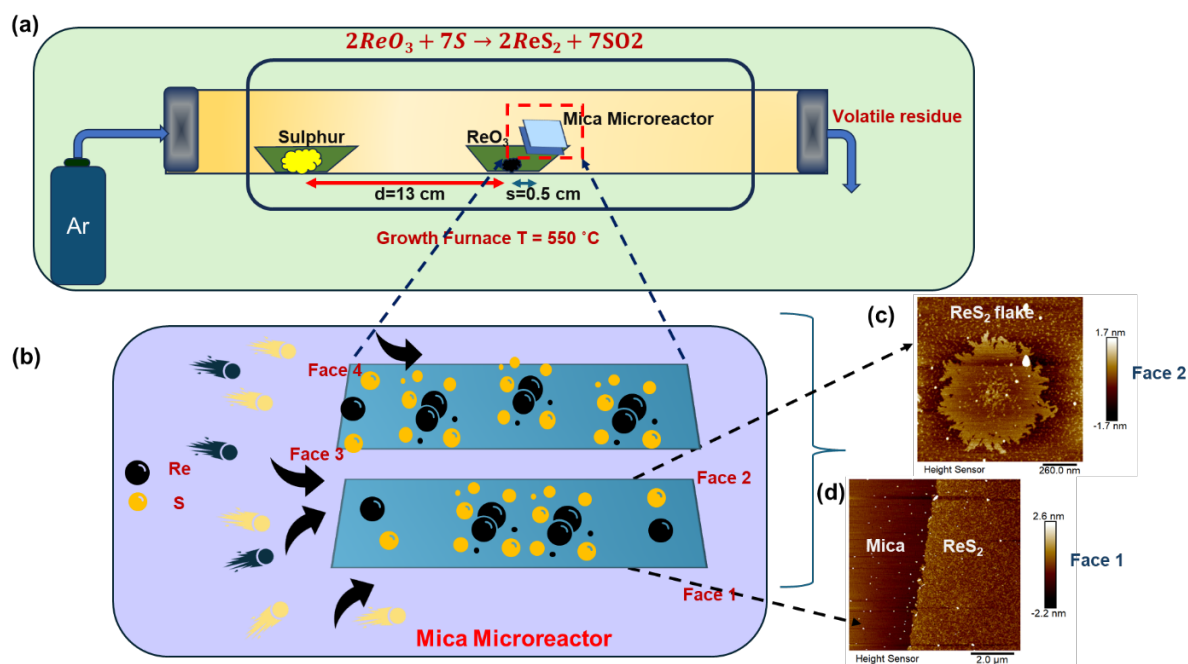 (a)
2ReO₃ + 7S → 2ReS₂ + 7SO2
Mica Microreactor
Volatile residue
Sulphur
ReO₃
d=13 cm
s=0.5 cm
Ar
Growth Furnace T = 550 ˚C
(b)
Face 4
Face 3
Face 2
Re
S
Face 1
Mica Microreactor
(c)
ReS₂ flake
1.7 nm
Face 2
-1.7 nm
Height Sensor
260.0 nm
(d)
2.6 nm
Mica
ReS₂
Face 1
-2.2 nm
Height Sensor
2.0 µm